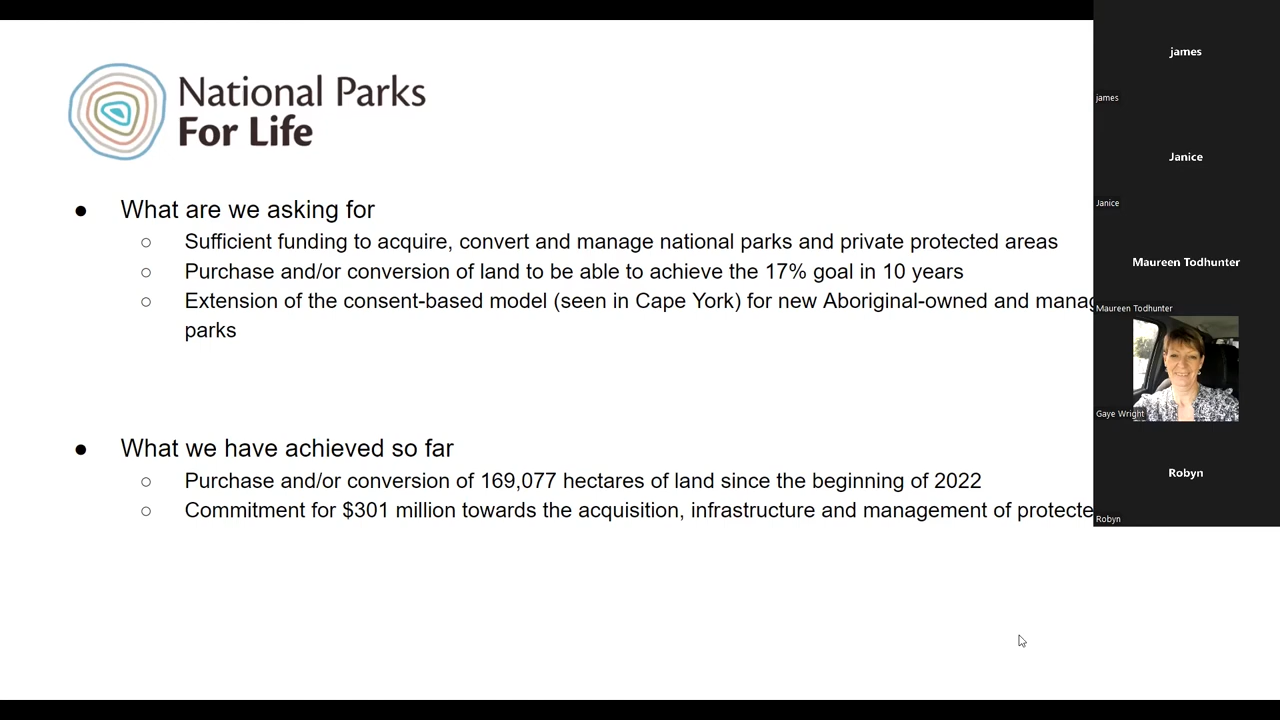 National Parks
For Life
● What are we asking for
○ Sufficient funding to acquire, convert and manage national parks and private protected areas
○ Purchase and/or conversion of land to be able to achieve the 17% goal in 10 years
○ Extension of the consent-based model (seen in Cape York) for new Aboriginal-owned and
parks
● What we have achieved so far
○ Purchase and/or conversion of 169,077 hectares of land since the beginning of 2022
○ Commitment for $301 million towards the acquisition, infrastructure and management of
james
james
Janice
Janice
Maureen Todhunter
Maureen Todhunter
Gaye Wright
Robyn
Robyn